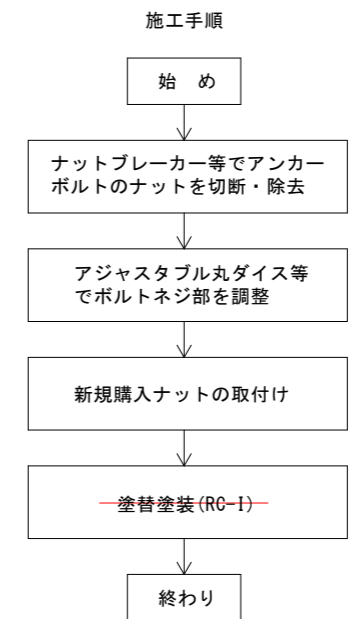 施工手順
始　め
ナットブレーカー等でアンカー
ボルトのナットを切断・除去
アジャスタブル丸ダイス等
でボルトネジ部を調整
新規購入ナットの取付け
塗替塗装(RC-I)
終わり